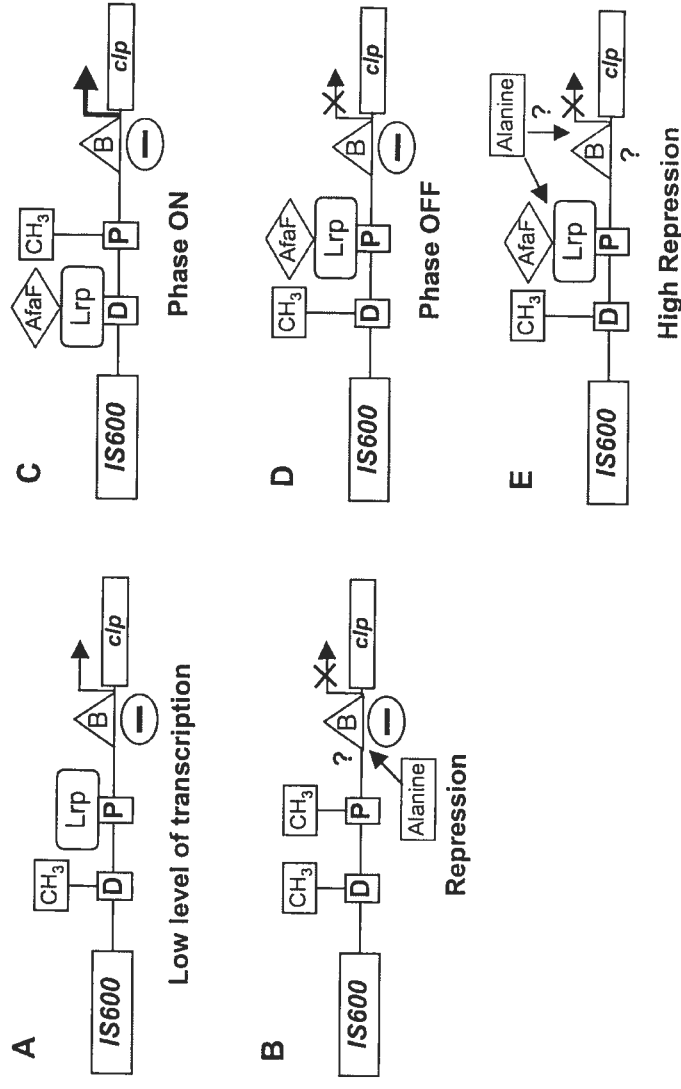 A
CH3
Lrp
B
IS600
D
P
clp
Low level of transcription
B
CH3
CH3
?
B
IS600
D
P
clp
Alanine
Repression
C
AfaF
CH3
Lrp
B
IS600
D
P
clp
Phase ON
D
CH3
AfaF
Lrp
B
IS600
D
P
clp
Phase OFF
E
Alanine
CH3
AfaF
?
Lrp
B
IS600
D
P
?
clp
High Repression